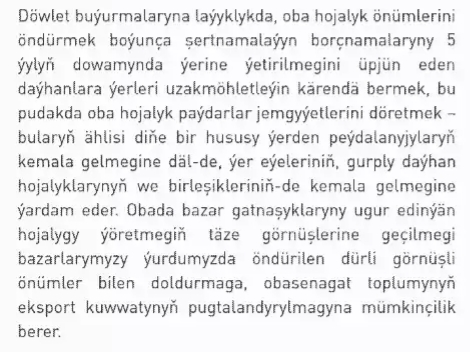 Döwlet buýurmalaryna laýyklykda, oba hojalyk önümlerini
öndürmek boýunça şertnamalaýyn borçnamalaryny 5
ýylyň dowamynda ýerine ýetirilmegini üpjün eden
daýhanlara ýerleri uzakmöhletleýin kärendä bermek, bu
pudakda oba hojalyk paýdarlar jemgyýetlerini döretmek –
bularyň ählisi diňe bir hususy ýerden peýdalanyjylaryň
kemala gelmegine däl-de, ýer eýeleriniň, gurply daýhan
hojalyklarynyň we birleşikleriniň-de kemala gelmegine
ýardam eder. Obada bazar gatnaşyklaryny ugur edinýän
hojalygy ýöretmegiň täze görnüşlerine geçilmegi
bazarlarymyzy ýurdumyzda öndürilen dürli görnüşli
önümler bilen doldurmaga, obasenagat toplumynyň
eksport kuwwatynyň pugtalandyrylmagyna mümkinçilik
berer.